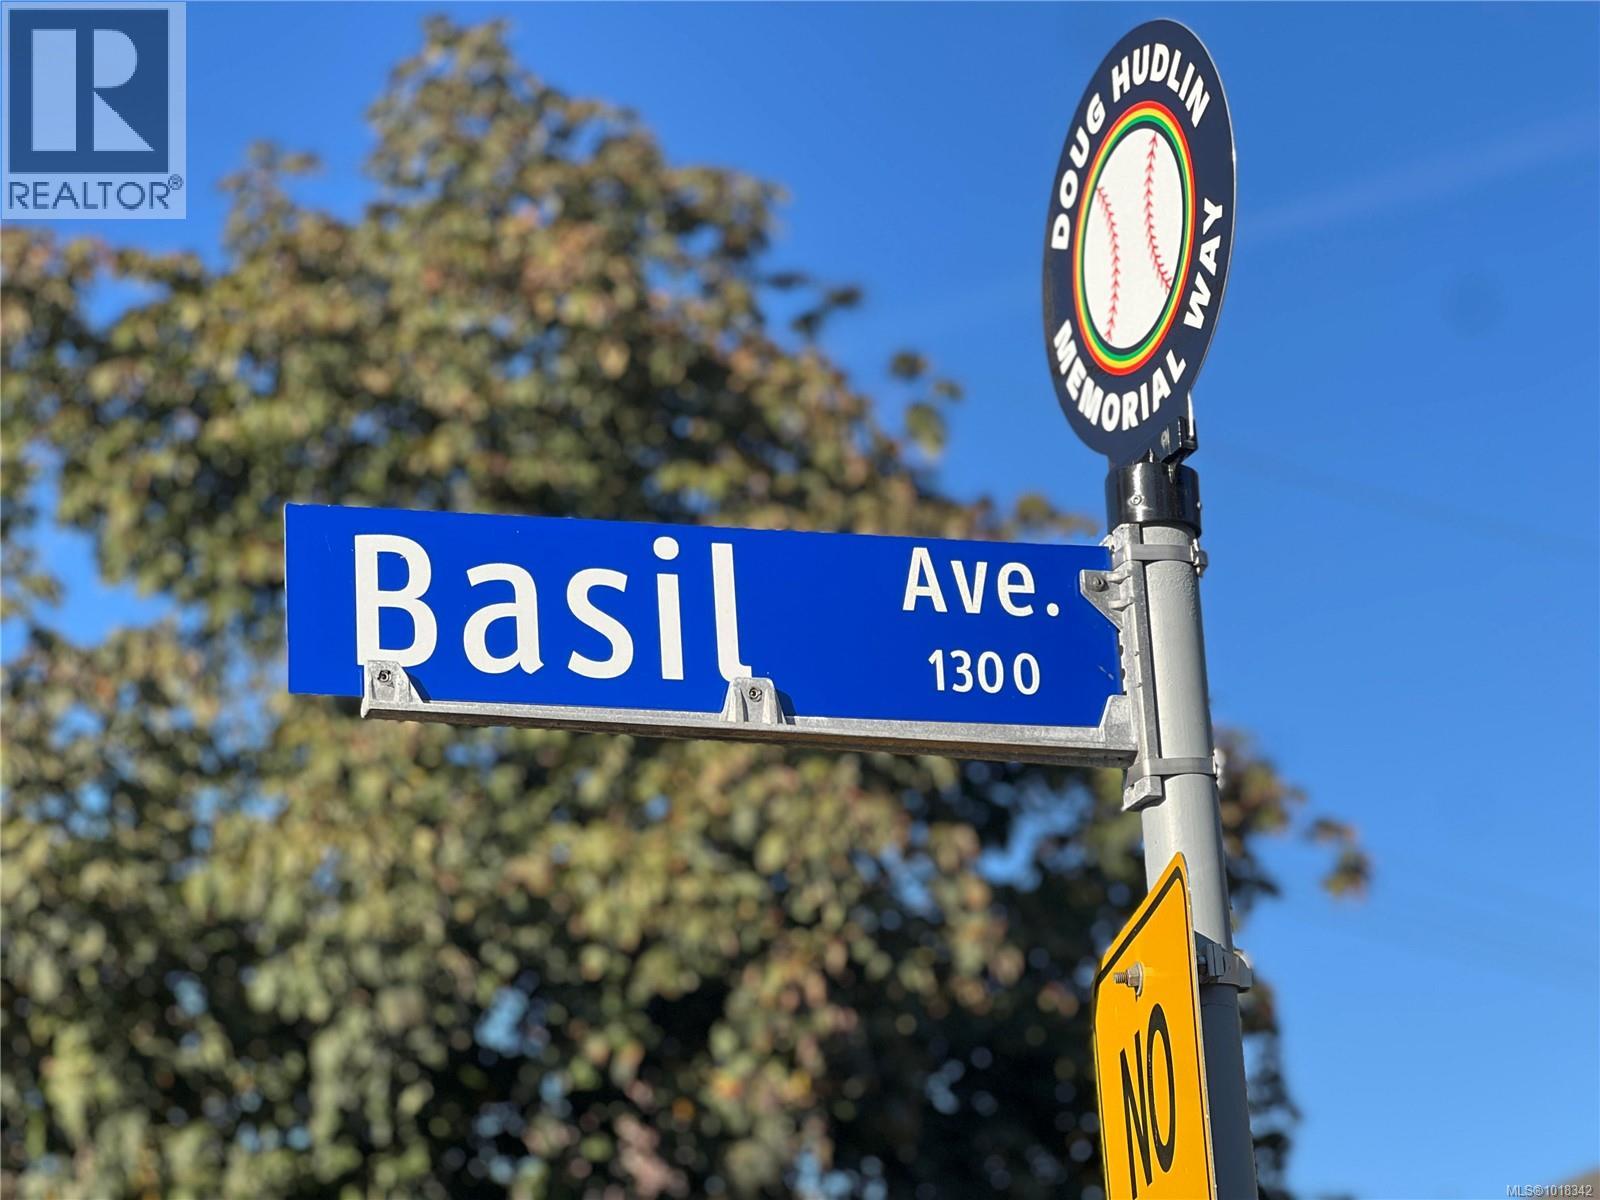 R
REALTOR®
DOUG HUDLIN
MEMORIAL WAY
Basil Ave.
1300
NO
MLS®1018342